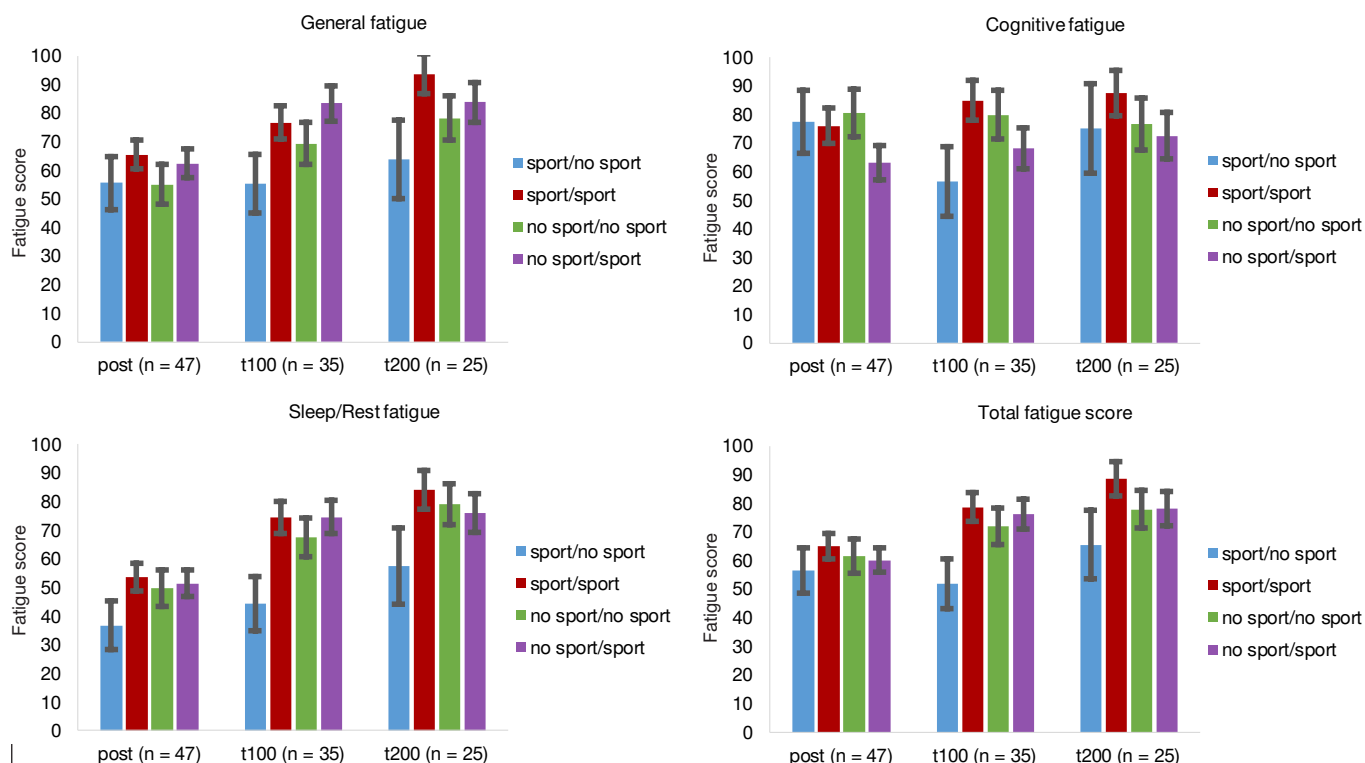 General fatigue
Fatigue score
100
90
80
70
60
50
40
30
20
10
0
post (n = 47) t100 (n = 35) t200 (n = 25)
sport/no sport
sport/sport
no sport/no sport
no sport/sport
Cognitive fatigue
Fatigue score
100
90
80
70
60
50
40
30
20
10
0
post (n = 47) t100 (n = 35) t200 (n = 25)
sport/no sport
sport/sport
no sport/no sport
no sport/sport
Sleep/Rest fatigue
Fatigue score
100
90
80
70
60
50
40
30
20
10
0
post (n = 47) t100 (n = 35) t200 (n = 25)
sport/no sport
sport/sport
no sport/no sport
no sport/sport
Total fatigue score
Fatigue score
100
90
80
70
60
50
40
30
20
10
0
post (n = 47) t100 (n = 35) t200 (n = 25)
sport/no sport
sport/sport
no sport/no sport
no sport/sport